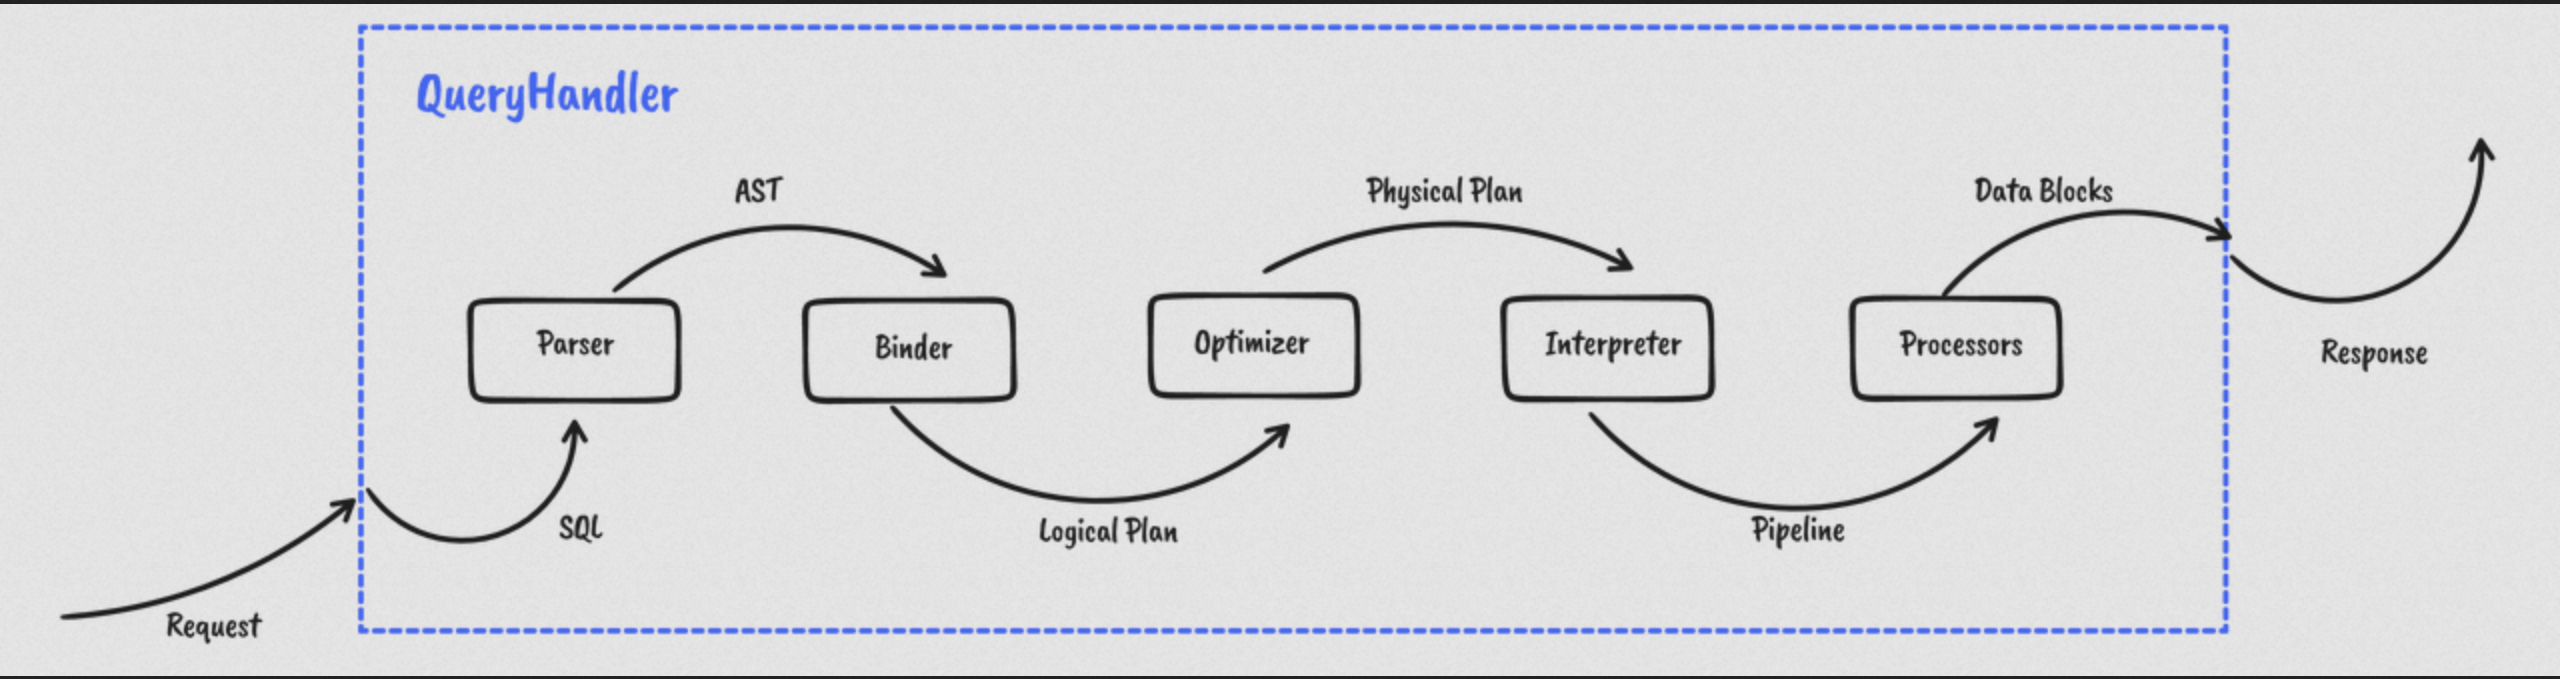 QueryHandler
AST
Physical Plan
Data Blocks
Parser
Binder
Optimizer
Interpreter
Processors
Response
SQL
Logical Plan
Pipeline
Request